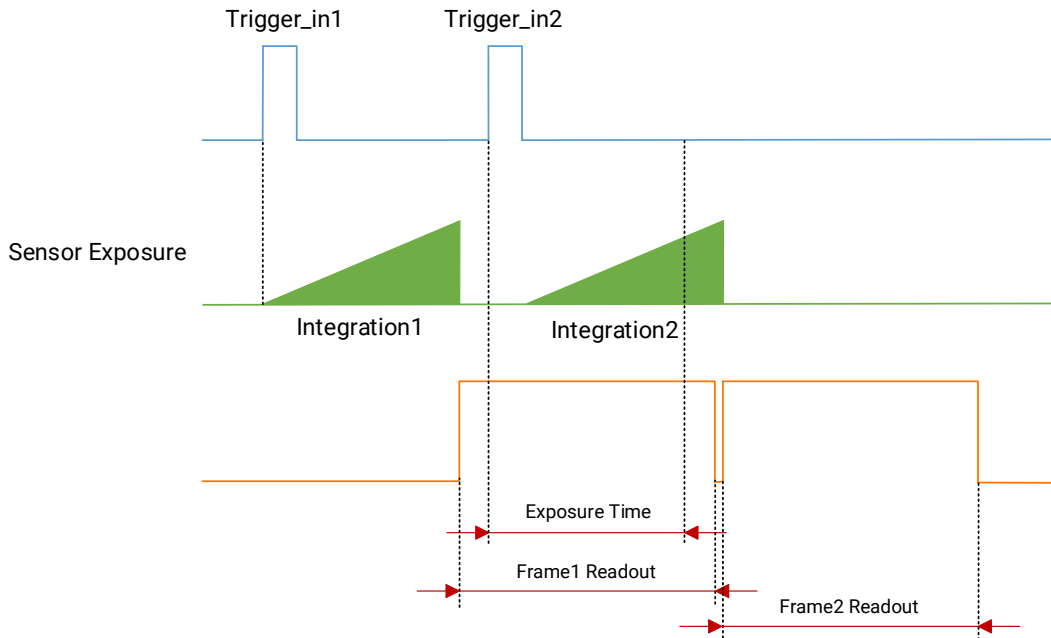 Trigger_in1
Trigger_in2
Sensor Exposure
Integration1
Integration2
Exposure Time
Frame1 Readout
Frame2 Readout